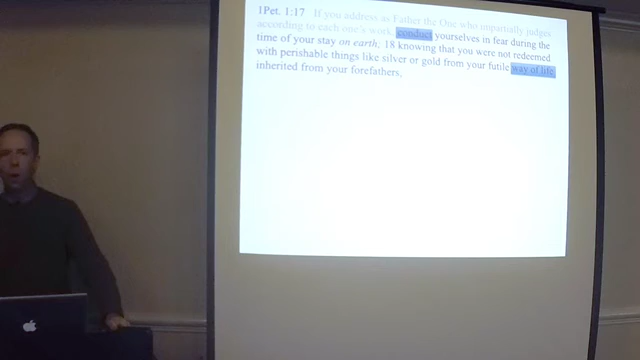 1Pet. 1:17 If you address as Father the One who impartially judges
according to each one's work, conduct yourselves in fear during the
time of your stay on earth; 18 knowing that you were not redeemed
with perishable things like silver or gold from your futile way of life
inherited from your forefathers,